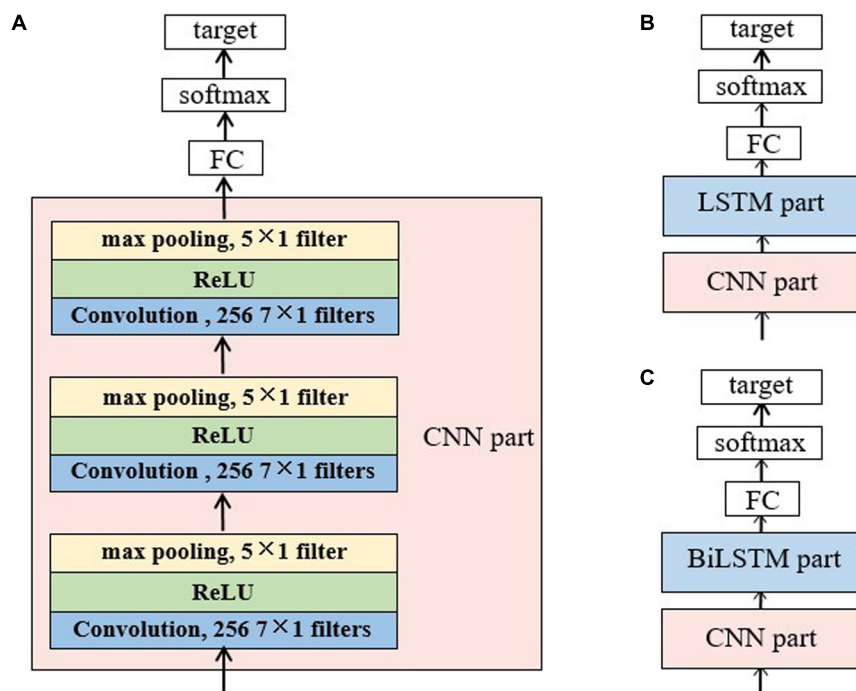 A
target
softmax
FC
max pooling, 5×1 filter
ReLU
Convolution , 256 7×1 filters
max pooling, 5×1 filter
ReLU
Convolution , 256 7×1 filters
CNN part
max pooling, 5×1 filter
ReLU
Convolution, 256 7×1 filters
B
target
softmax
FC
LSTM part
CNN part
C
target
softmax
FC
BiLSTM part
CNN part